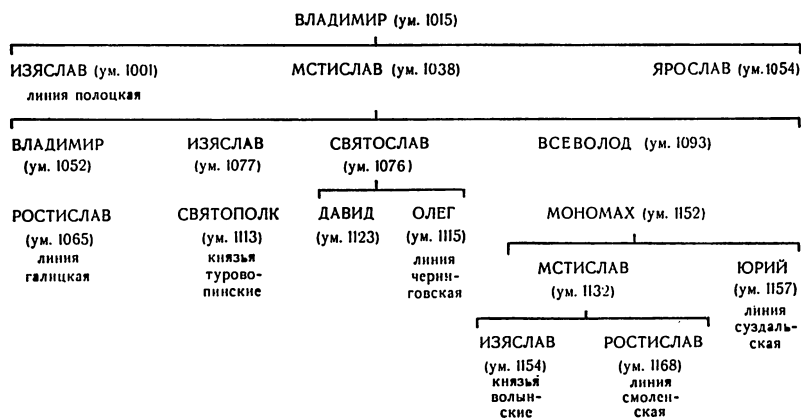 ВЛАДИМИР (ум. 1015)
ИЗЯСЛАВ (ум. 1001) МСТИСЛАВ (ум. 1038) ЯРОСЛАВ (ум. 1054)
линия полоцкая
ВЛАДИМИР ИЗЯСЛАВ СВЯТОСЛАВ ВСЕВОЛОД (ум. 1093)
(ум. 1052) (ум. 1077) (ум. 1076)
РОСТИСЛАВ СВЯТОПОЛК ДАВИД ОЛЕГ МОНОМАХ (ум. 1152)
(ум. 1065) (ум. 1113) (ум. 1123) (ум. 1115)
линия князья линия
галицкая турово- черни-
пинские говская
МСТИСЛАВ ЮРИЙ
(ум. 1132) (ум. 1157)
линия
суздаль-
ская
ИЗЯСЛАВ РОСТИСЛАВ
(ум. 1154) (ум. 1168)
князья линия
волын- смолен-
ские ская